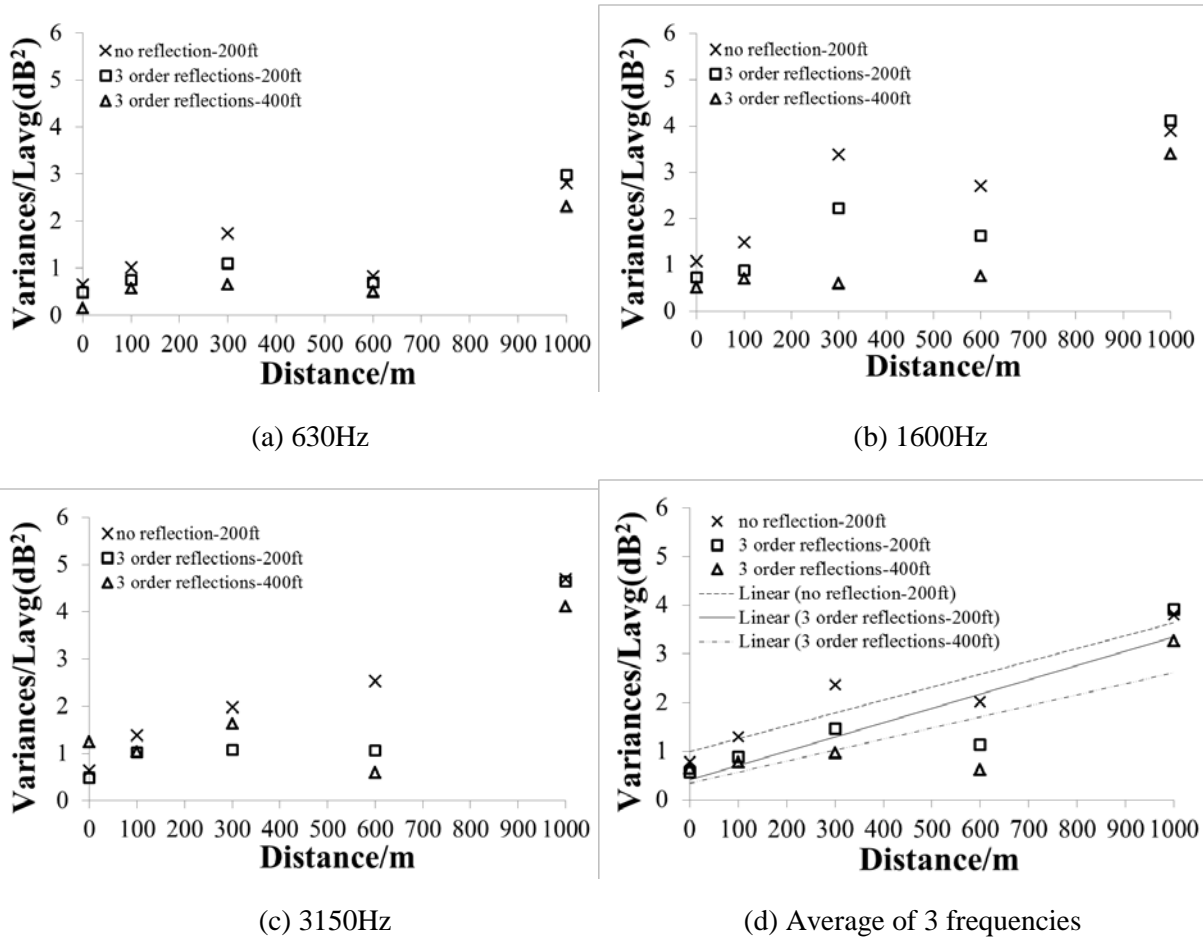 6
5
4
3
2
1
0
Variances/Lavg(dB²)
no reflection-200ft
3 order reflections-200ft
3 order reflections-400ft
0 100 200 300 400 500 600 700 800 900 1000
Distance/m
(a) 630Hz
6
5
4
3
2
1
0
Variances/Lavg(dB²)
no reflection-200ft
3 order reflections-200ft
3 order reflections-400ft
0 100 200 300 400 500 600 700 800 900 1000
Distance/m
(b) 1600Hz
6
5
4
3
2
1
0
Variances/Lavg(dB²)
no reflection-200ft
3 order reflections-200ft
3 order reflections-400ft
0 100 200 300 400 500 600 700 800 900 1000
Distance/m
(c) 3150Hz
6
5
4
3
2
1
0
Variances/Lavg(dB²)
no reflection-200ft
3 order reflections-200ft
3 order reflections-400ft
Linear (no reflection-200ft)
Linear (3 order reflections-200ft)
Linear (3 order reflections-400ft)
0 100 200 300 400 500 600 700 800 900 1000
Distance/m
(d) Average of 3 frequencies